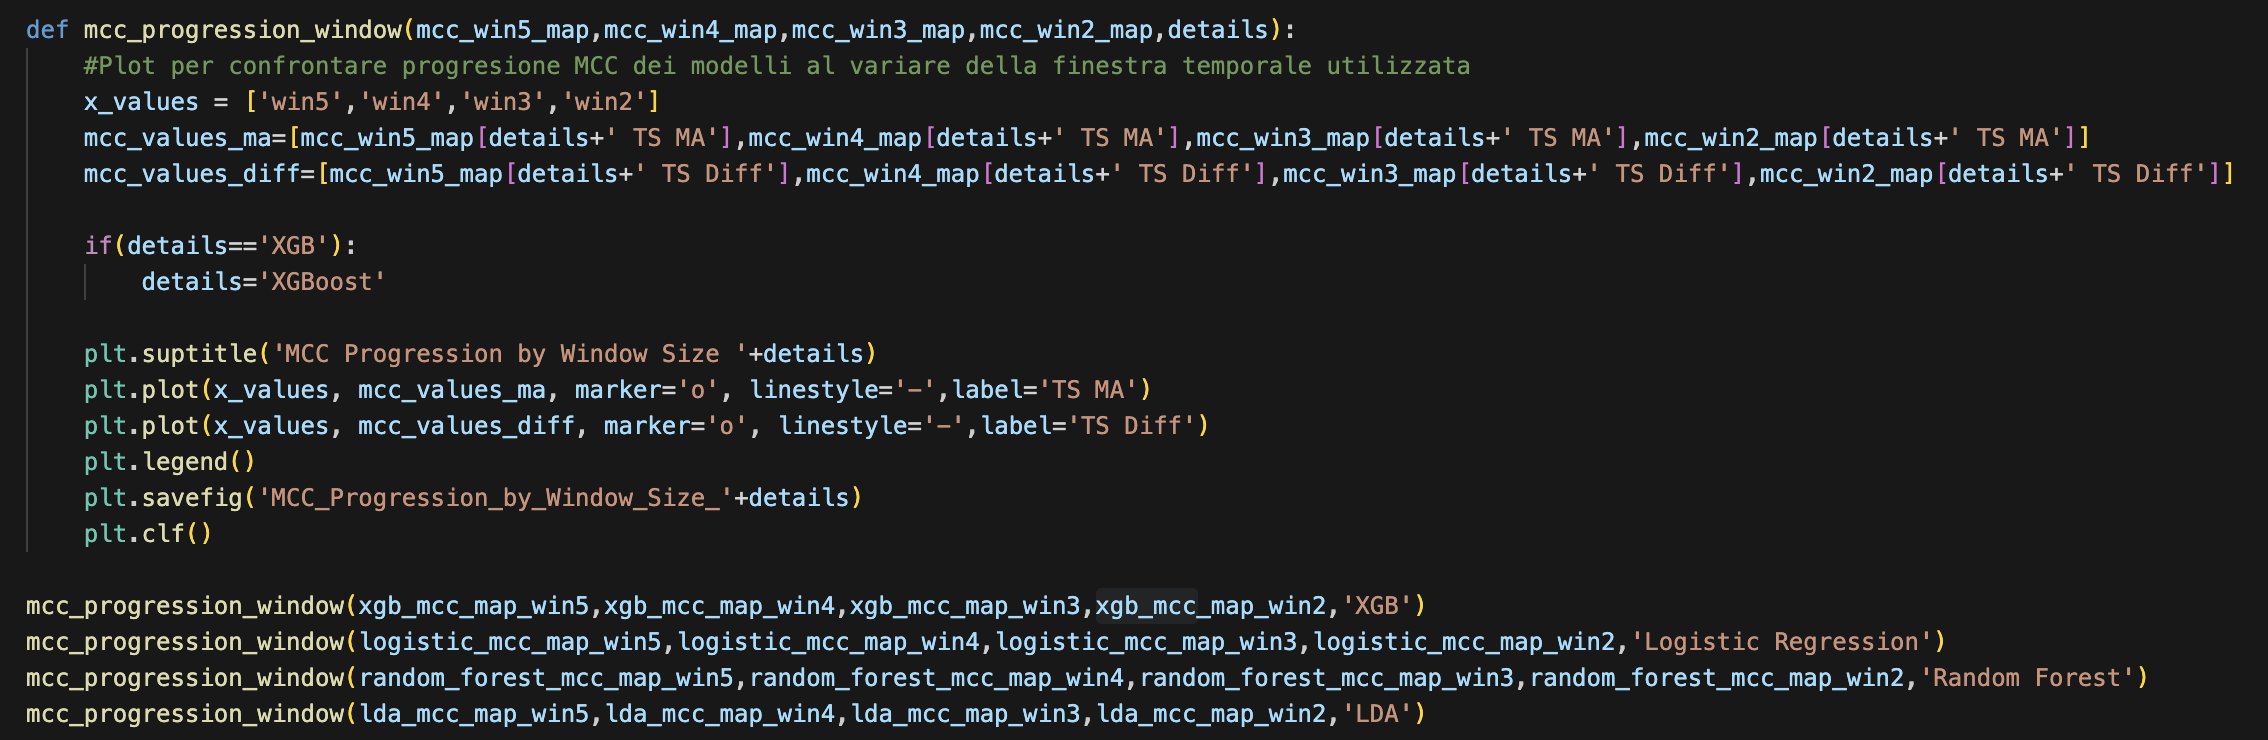 def mcc_progression_window(mcc_win5_map,mcc_win4_map,mcc_win3_map,mcc_win2_map,details):
    #Plot per confrontare progresione MCC dei modelli al variare della finestra temporale utilizzata
    x_values = ['win5','win4','win3','win2']
    mcc_values_ma=[mcc_win5_map[details+' TS MA'],mcc_win4_map[details+' TS MA'],mcc_win3_map[details+' TS MA'],mcc_win2_map[details+' TS MA']]
    mcc_values_diff=[mcc_win5_map[details+' TS Diff'],mcc_win4_map[details+' TS Diff'],mcc_win3_map[details+' TS Diff'],mcc_win2_map[details+' TS Diff']]

    if(details=='XGB'):
        details='XGBoost'

    plt.suptitle('MCC Progression by Window Size '+details)
    plt.plot(x_values, mcc_values_ma, marker='o', linestyle='-',label='TS MA')
    plt.plot(x_values, mcc_values_diff, marker='o', linestyle='-',label='TS Diff')
    plt.legend()
    plt.savefig('MCC_Progression_by_Window_Size_'+details)
    plt.clf()

mcc_progression_window(xgb_mcc_map_win5,xgb_mcc_map_win4,xgb_mcc_map_win3,xgb_mcc_map_win2,'XGB')
mcc_progression_window(logistic_mcc_map_win5,logistic_mcc_map_win4,logistic_mcc_map_win3,logistic_mcc_map_win2,'Logistic Regression')
mcc_progression_window(random_forest_mcc_map_win5,random_forest_mcc_map_win4,random_forest_mcc_map_win3,random_forest_mcc_map_win2,'Random Forest')
mcc_progression_window(lda_mcc_map_win5,lda_mcc_map_win4,lda_mcc_map_win3,lda_mcc_map_win2,'LDA')